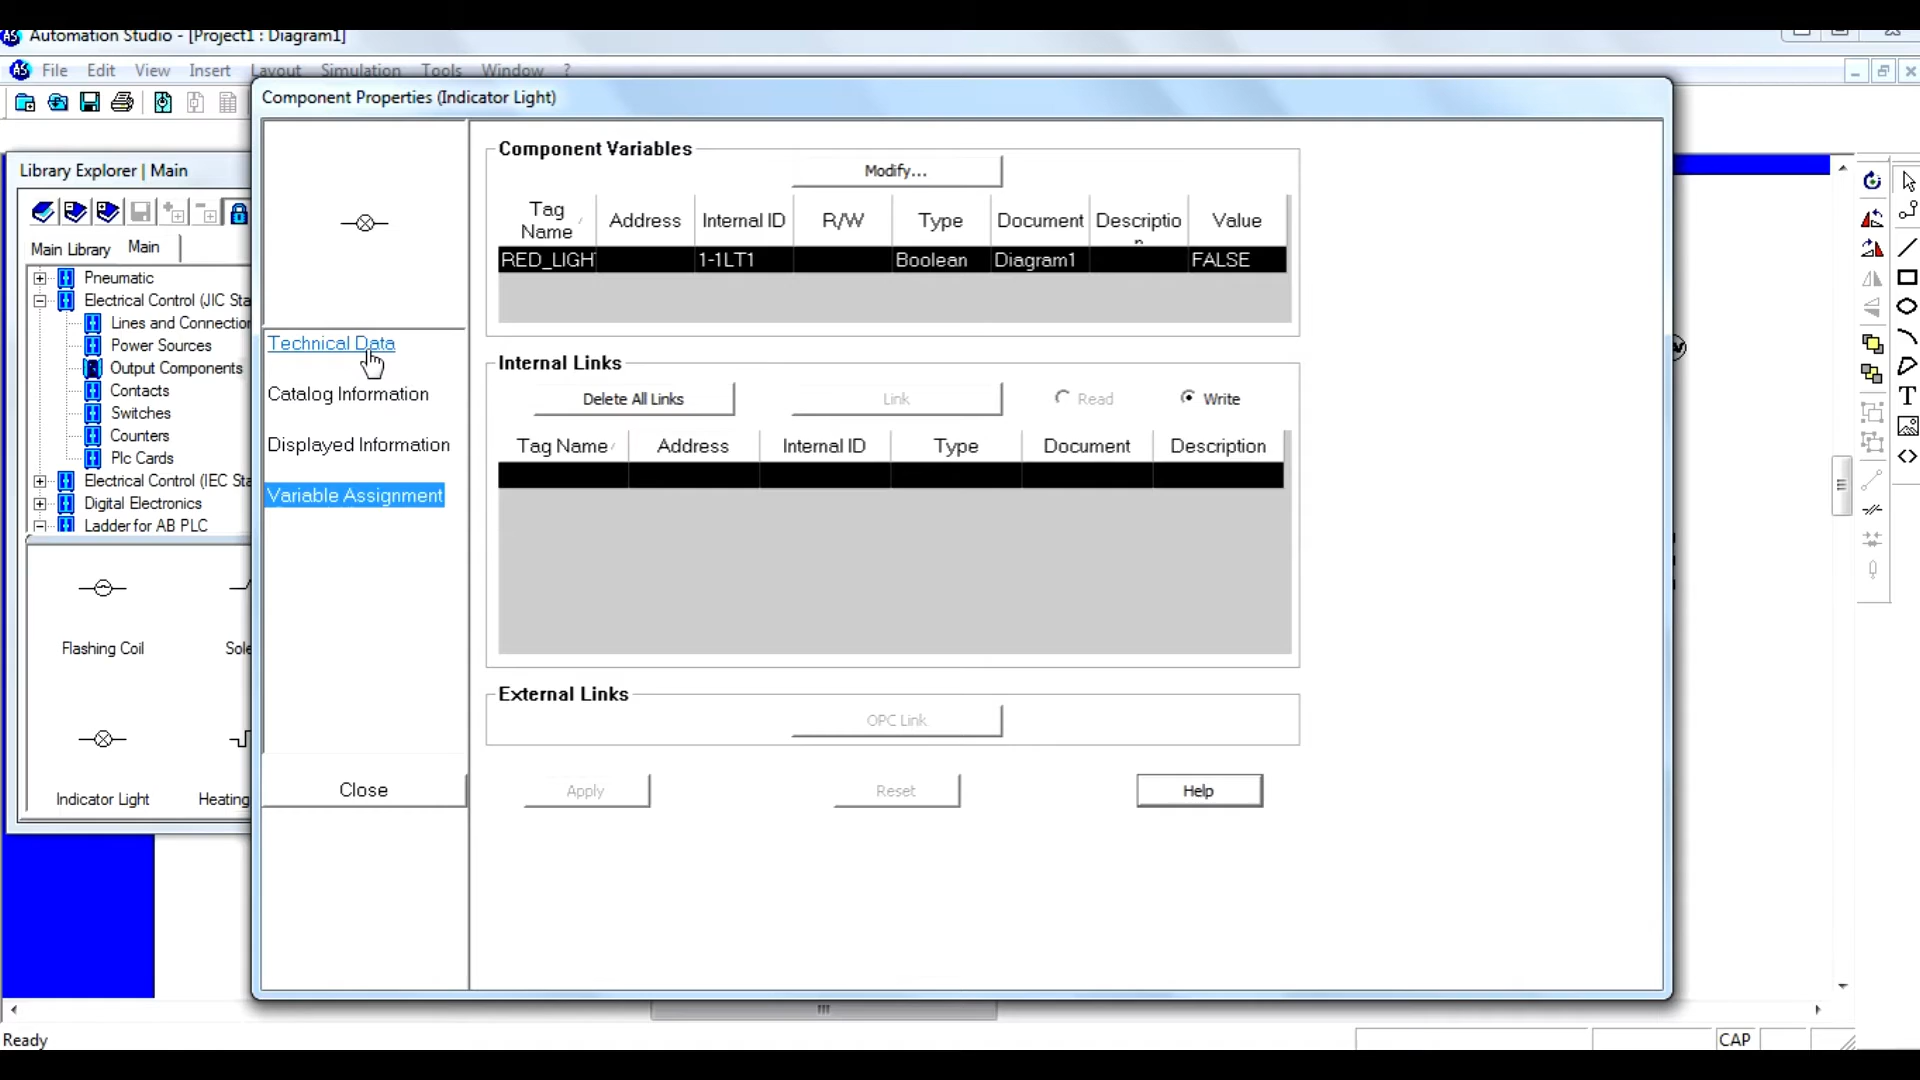 Automation Studio - [Project1 : Diagram1]
File Edit View Insert Layout Simulation Tools Window ?
Component Properties (Indicator Light)
Library Explorer | Main
Main Library Main
Pneumatic
Electrical Control (JIC Sta
Lines and Connection
Power Sources
Output Components
Contacts
Switches
Counters
Plc Cards
Electrical Control (IEC Sta
Digital Electronics
Ladder for AB PLC
Flashing Coil
Sole
Indicator Light
Heating
Technical Data
Catalog Information
Displayed Information
Variable Assignment
Close
Component Variables
Modify...
Tag Name Address Internal ID R/W Type Document Description Value
RED_LIGH 1-1LT1 Boolean Diagram1 FALSE
Internal Links
Delete All Links Link Read Write
Tag Name Address Internal ID Type Document Description
External Links
OPC Link
Apply Reset Help
Ready
CAP